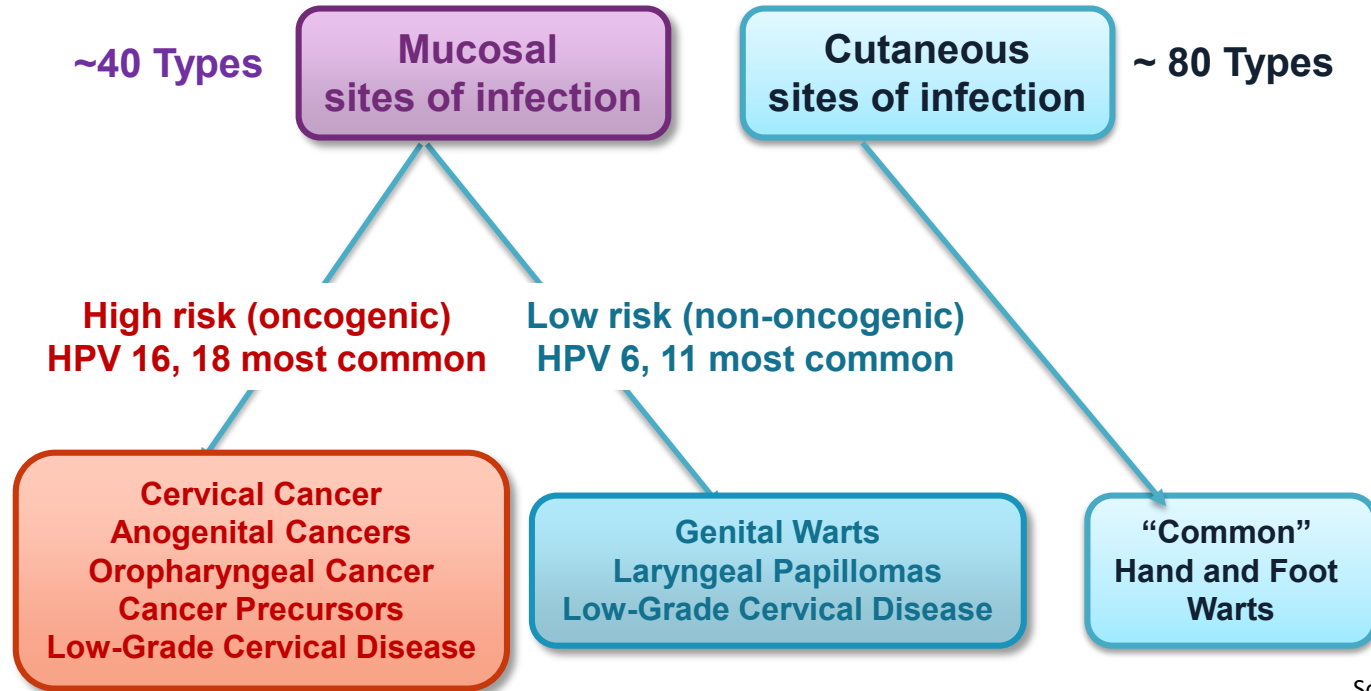 ~40 Types
Mucosal
sites of infection
Cutaneous
sites of infection
~ 80 Types
High risk (oncogenic)
HPV 16, 18 most common
Low risk (non-oncogenic)
HPV 6, 11 most common
Cervical Cancer
Anogenital Cancers
Oropharyngeal Cancer
Cancer Precursors
Low-Grade Cervical Disease
Genital Warts
Laryngeal Papillomas
Low-Grade Cervical Disease
“Common”
Hand and Foot
Warts